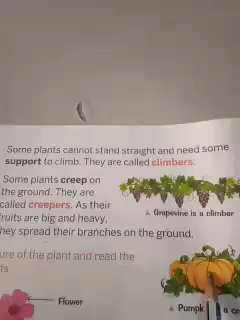 Some plants cannot stand straight and need some
support to climb. They are called climbers.
Some plants creep on
the ground. They are
called creepers. As their
fruits are big and heavy,
they spread their branches on the ground.
Grapevine is a climber
ure of the plant and read the
ts
Flower
Pumpk